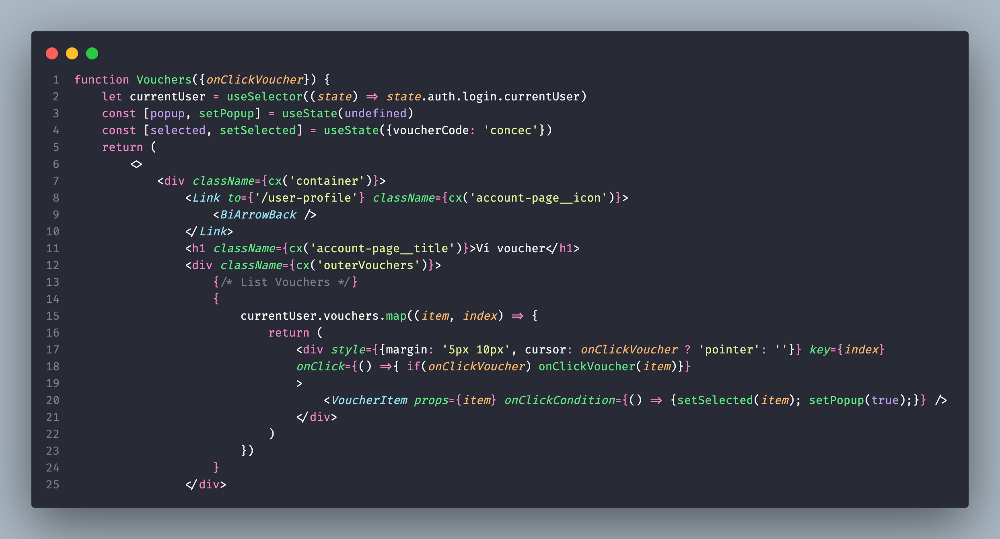 1 function Vouchers({onClickVoucher}) {
2 let currentUser = useSelector((state) => state.auth.login.currentUser)
3 const [popup, setPopup] = useState(undefined)
4 const [selected, setSelected] = useState({voucherCode: 'concec'})
5 return (
6 <>
7 <div className={cx('container')}>
8 <Link to={'/user-profile'} className={cx('account-page__icon')}>
9 <BiArrowBack />
10 </Link>
11 <h1 className={cx('account-page__title')}>Ví voucher</h1>
12 <div className={cx('outerVouchers')}>
13 {/* List Vouchers */}
14 {
15 currentUser.vouchers.map((item, index) => {
16 return (
17 <div style={{margin: '5px 10px', cursor: onClickVoucher ? 'pointer': ''}} key={index}
18 onClick={() =>{ if(onClickVoucher) onClickVoucher(item)}}
19 >
20 <VoucherItem props={item} onClickCondition={() => {setSelected(item); setPopup(true);}} />
21 </div>
22 )
23 })
24 }
25 </div>